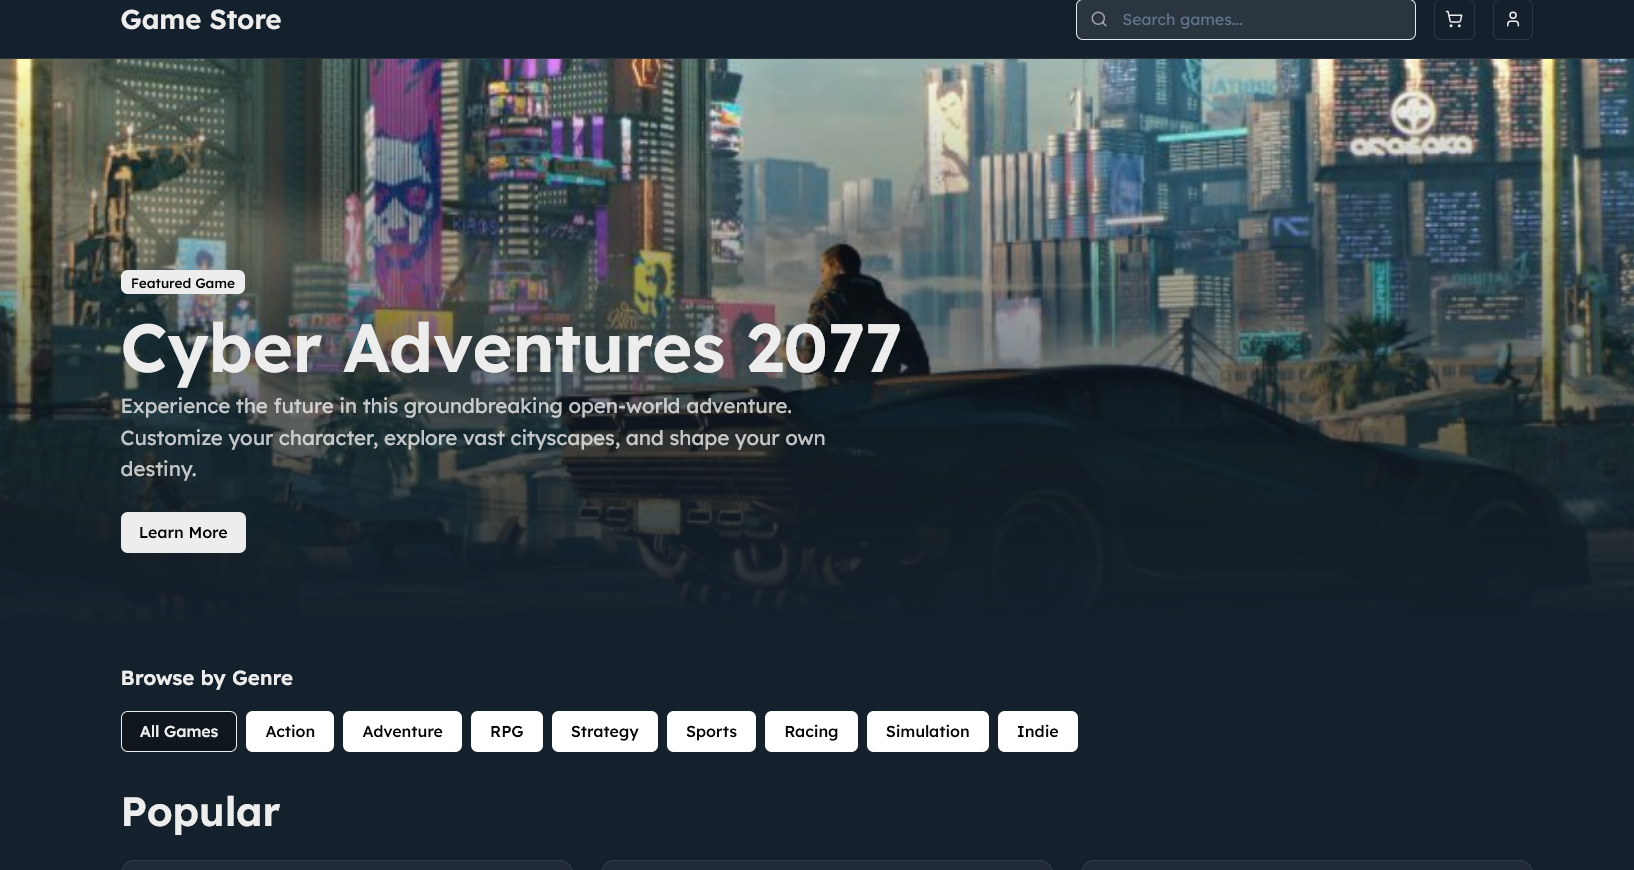 Game Store
Search games...
arasaka
Featured Game
Cyber Adventures 2077
Experience the future in this groundbreaking open-world adventure.
Customize your character, explore vast cityscapes, and shape your own
destiny.
Learn More
Browse by Genre
All Games
Action
Adventure
RPG
Strategy
Sports
Racing
Simulation
Indie
Popular